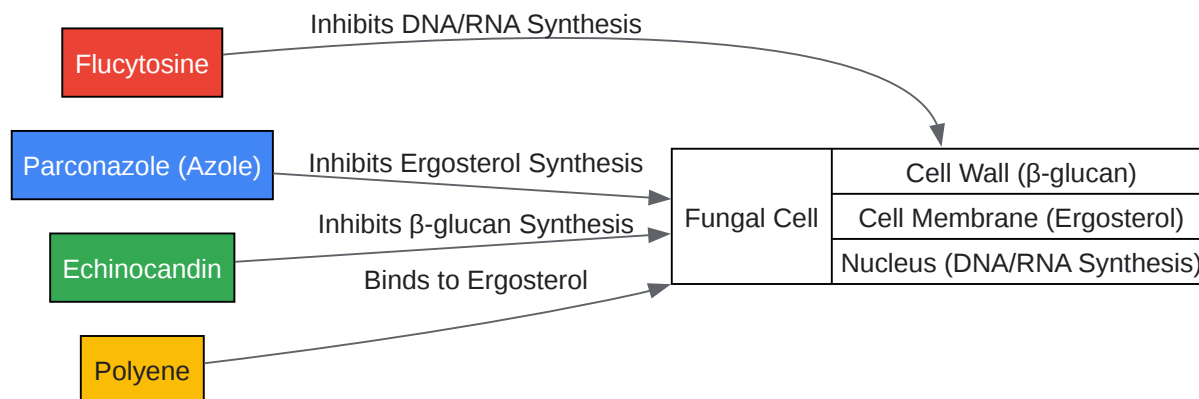 Inhibits DNA/RNA Synthesis
Flucytosine
Parconazole (Azole)
Inhibits Ergosterol Synthesis
Inhibits β-glucan Synthesis
Echinocandin
Binds to Ergosterol
Polyene
Fungal Cell
Cell Wall (β-glucan)
Cell Membrane (Ergosterol)
Nucleus (DNA/RNA Synthesis)